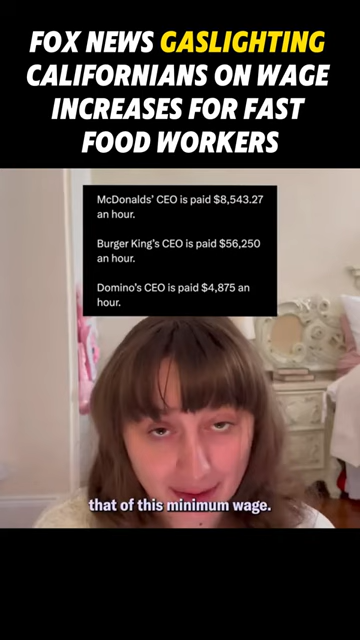 FOX NEWS GASLIGHTING
CALIFORNIANS ON WAGE
INCREASES FOR FAST
FOOD WORKERS
McDonalds' CEO is paid $8,543.27
an hour.
Burger King's CEO is paid $56,250
an hour.
Domino's CEO is paid $4,875 an
hour.
that of this minimum wage.